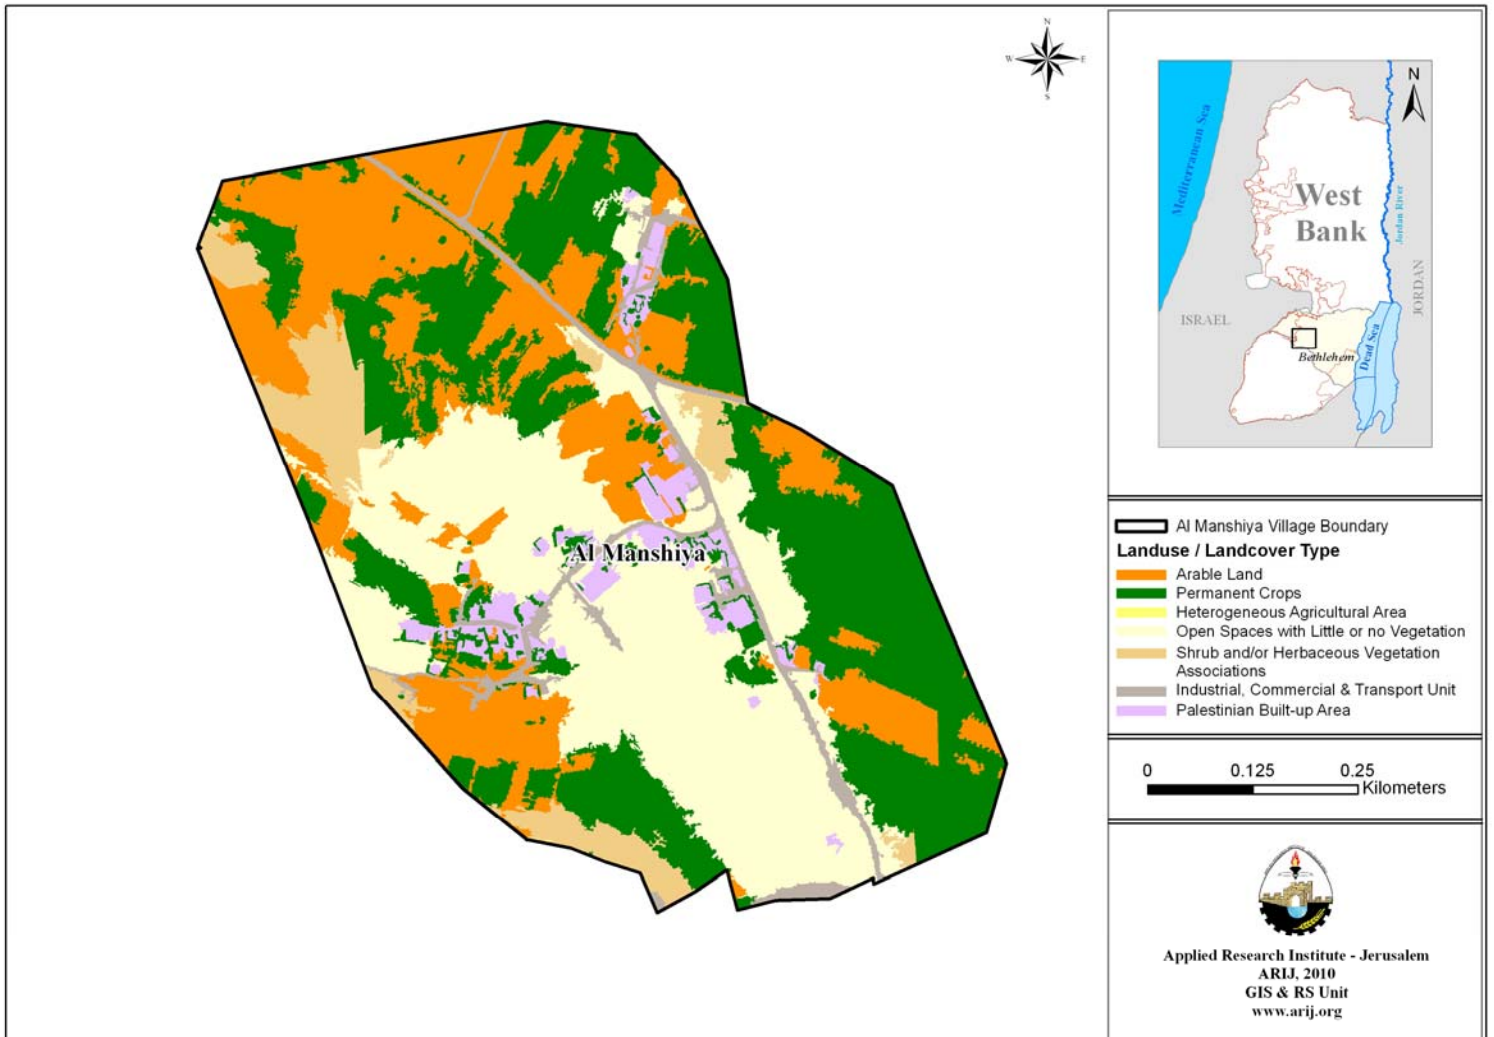 N
W
E
S
Al Manshiya
N
Mediterranean Sea
West
Bank
Jordan River
JORDAN
ISRAEL
Dead Sea
Bethlehem
Al Manshiya Village Boundary
Landuse / Landcover Type
Arable Land
Permanent Crops
Heterogeneous Agricultural Area
Open Spaces with Little or no Vegetation
Shrub and/or Herbaceous Vegetation
Associations
Industrial, Commercial & Transport Unit
Palestinian Built-up Area
0 0.125 0.25
Kilometers
Applied Research Institute - Jerusalem
ARIJ, 2010
GIS & RS Unit
www.arij.org